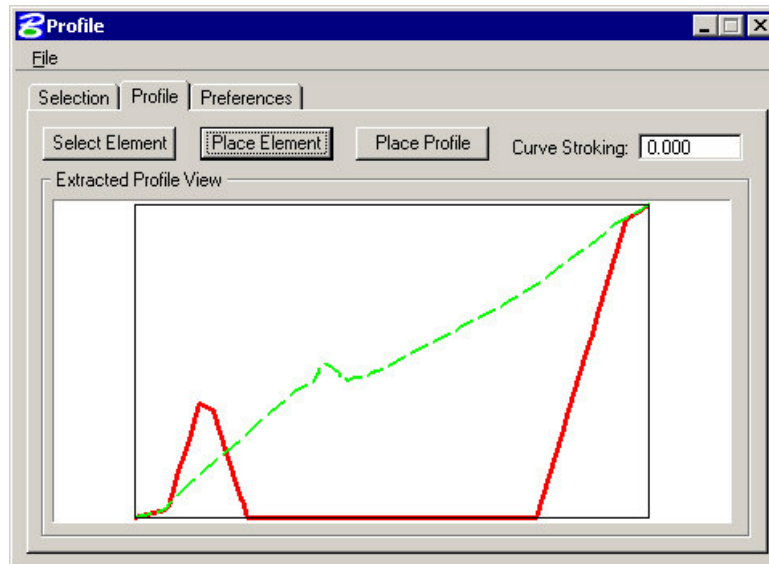 Profile
File
Selection Profile Preferences
Select Element Place Element Place Profile Curve Stroking: 0.000
Extracted Profile View